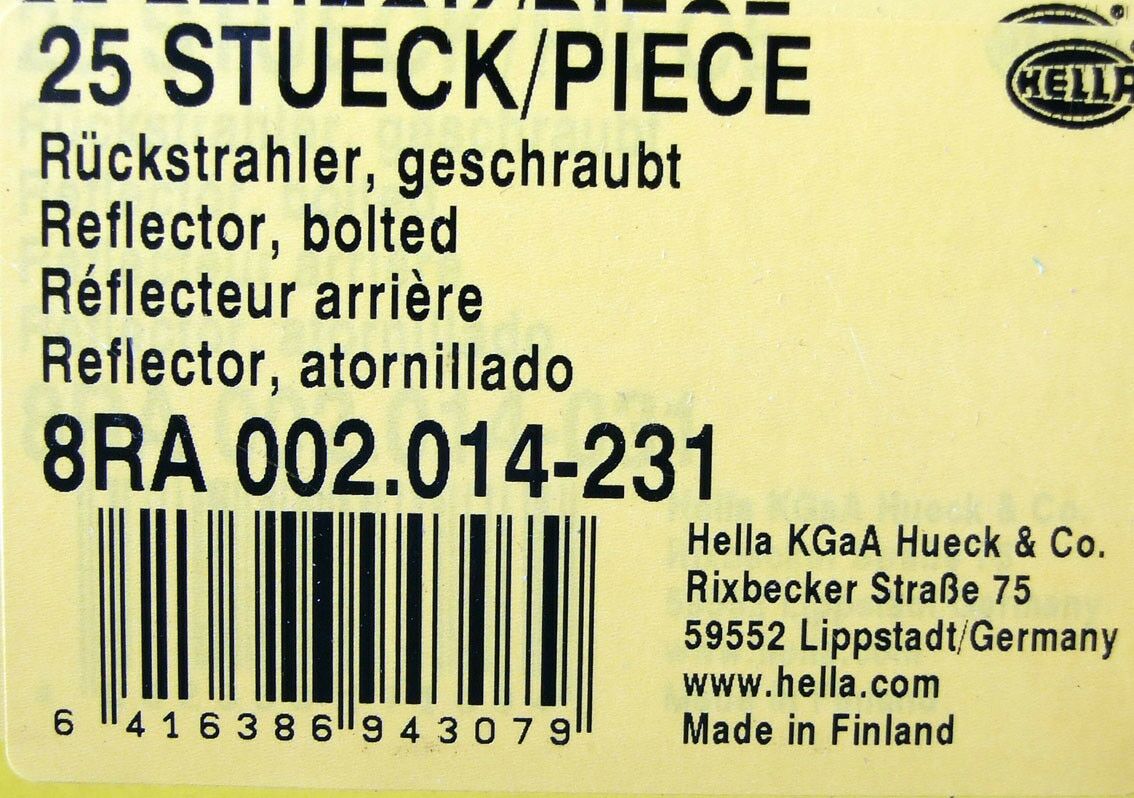 25 STUECK/PIECE
HELLA
Rückstrahler, geschraubt
Reflector, bolted
Réflecteur arrière
Reflector, atornillado
8RA 002.014-231
Hella KGaA Hueck & Co.
Rixbecker Straße 75
59552 Lippstadt/Germany
www.hella.com
Made in Finland
6 416386 943079